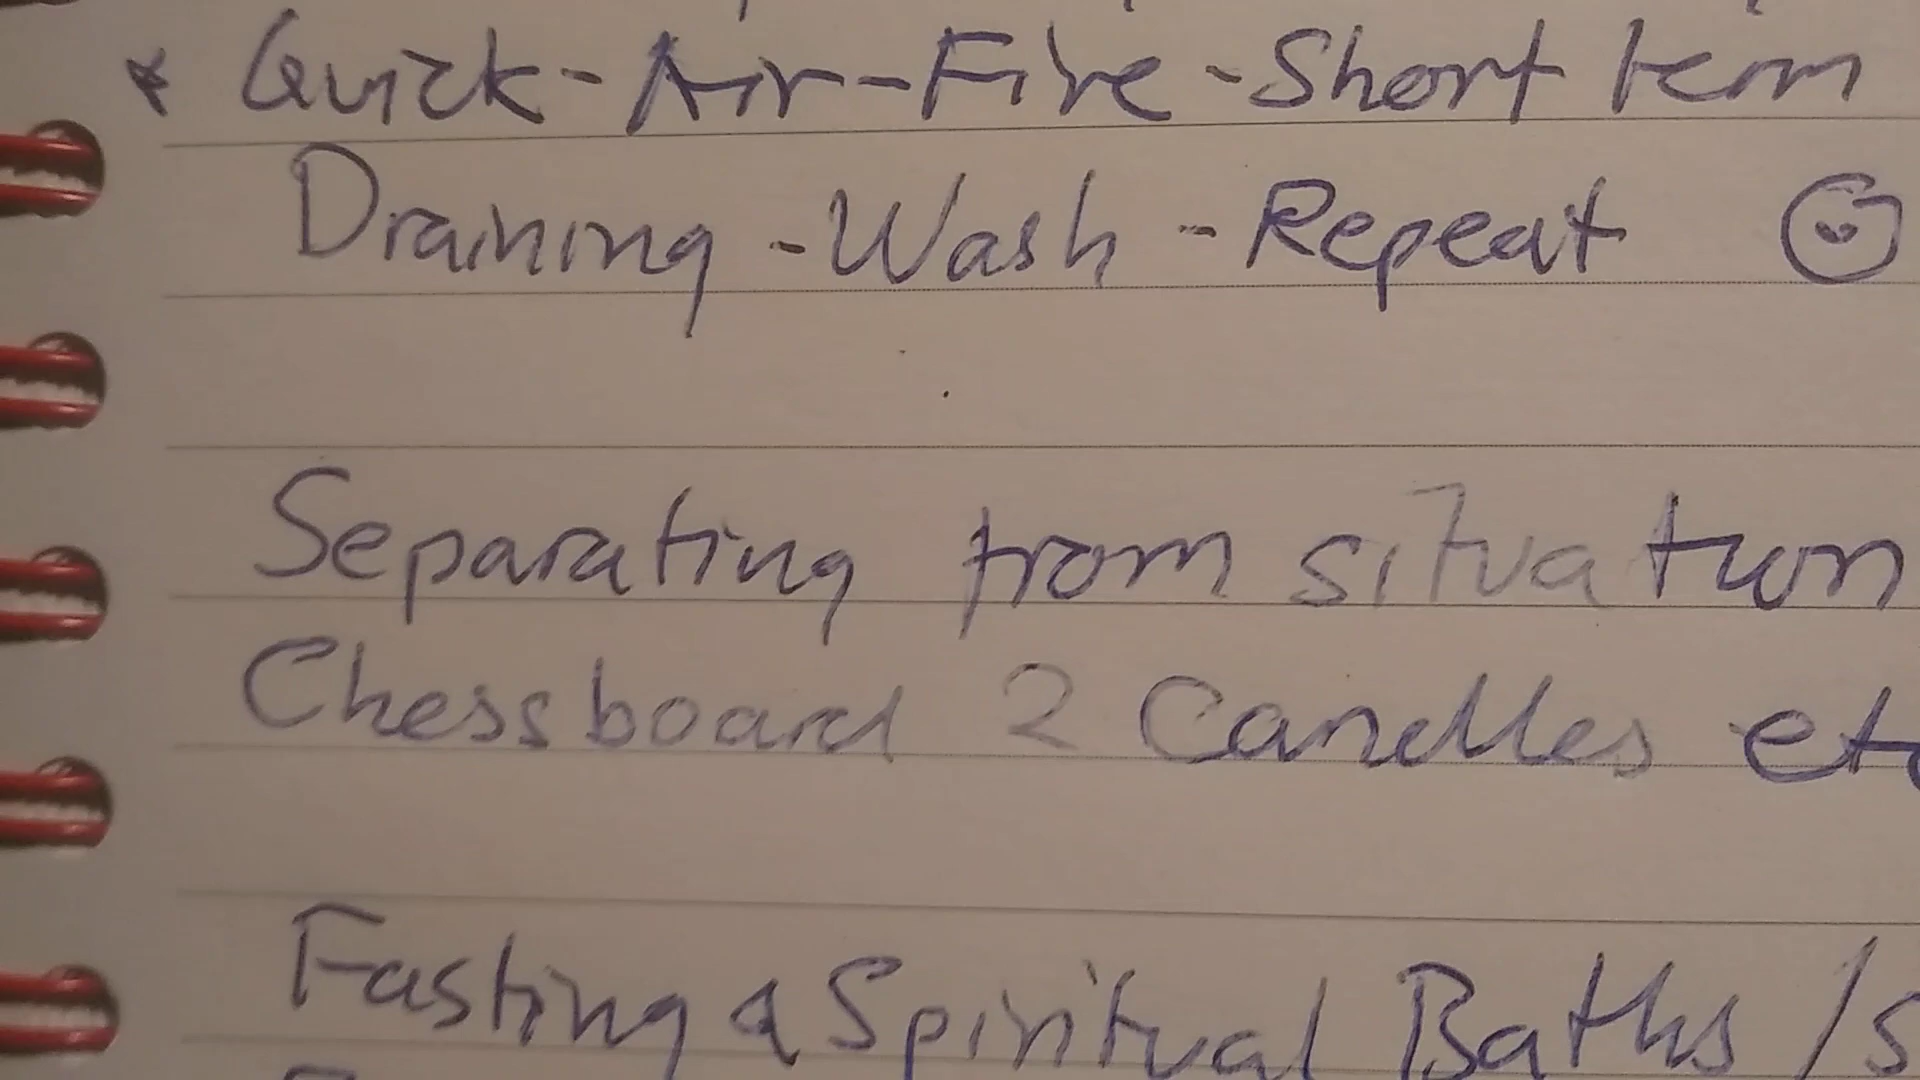 * Quick - Air - Fire - Short term
Draining - Wash - Repeat ☺
Separating from situation
Chessboard 2 Candles etc
Fasting & Spiritual Baths / s